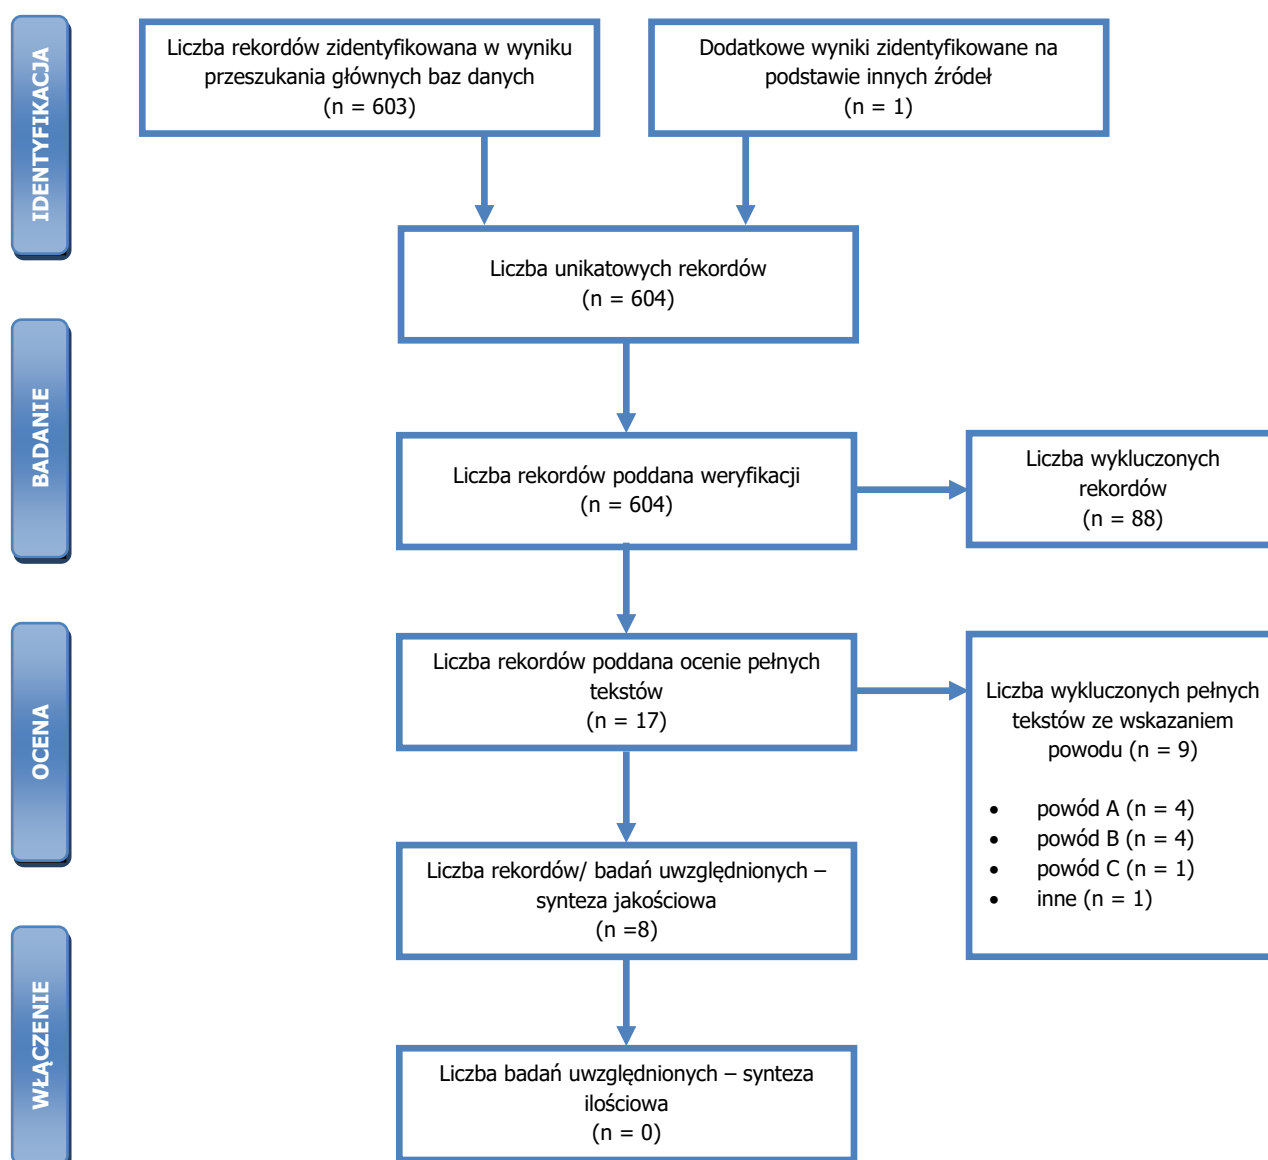 IDENTYFIKACJA
Liczba rekordów zidentyfikowana w wyniku
przeszukania głównych baz danych
(n = 603)
Dodatkowe wyniki zidentyfikowane na
podstawie innych źródeł
(n = 1)
Liczba unikatowych rekordów
(n = 604)
BADANIE
Liczba rekordów poddana weryfikacji
(n = 604)
Liczba wykluczonych
rekordów
(n = 88)
OCENA
Liczba rekordów poddana ocenie pełnych
tekstów
(n = 17)
Liczba wykluczonych pełnych
tekstów ze wskazaniem
powodu (n = 9)
• powód A (n = 4)
• powód B (n = 4)
• powód C (n = 1)
• inne (n = 1)
Liczba rekordów/ badań uwzględnionych –
synteza jakościowa
(n =8)
WŁĄCZENIE
Liczba badań uwzględnionych – synteza
ilościowa
(n = 0)